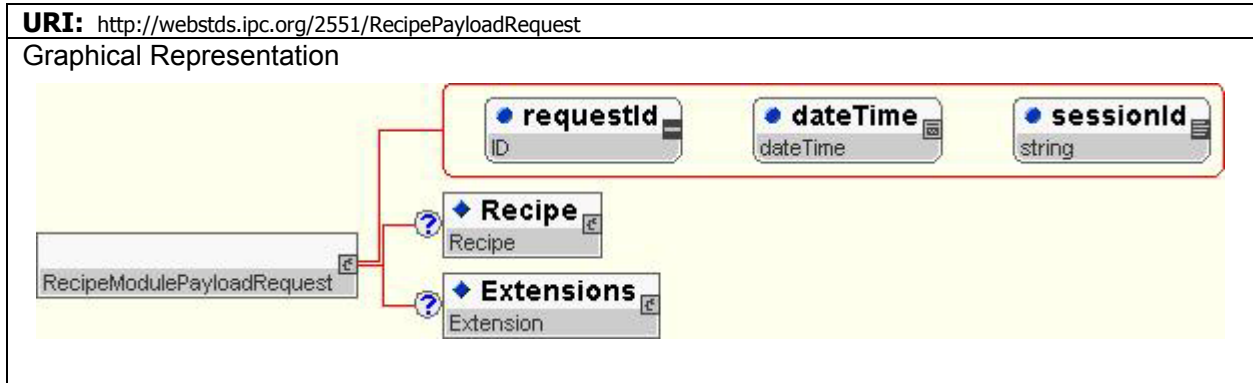 URI: http://webstds.ipc.org/2551/RecipePayloadRequest
Graphical Representation
requestId
ID
dateTime
dateTime
sessionId
string
? Recipe
Recipe
RecipeModulePayloadRequest
? Extensions
Extension